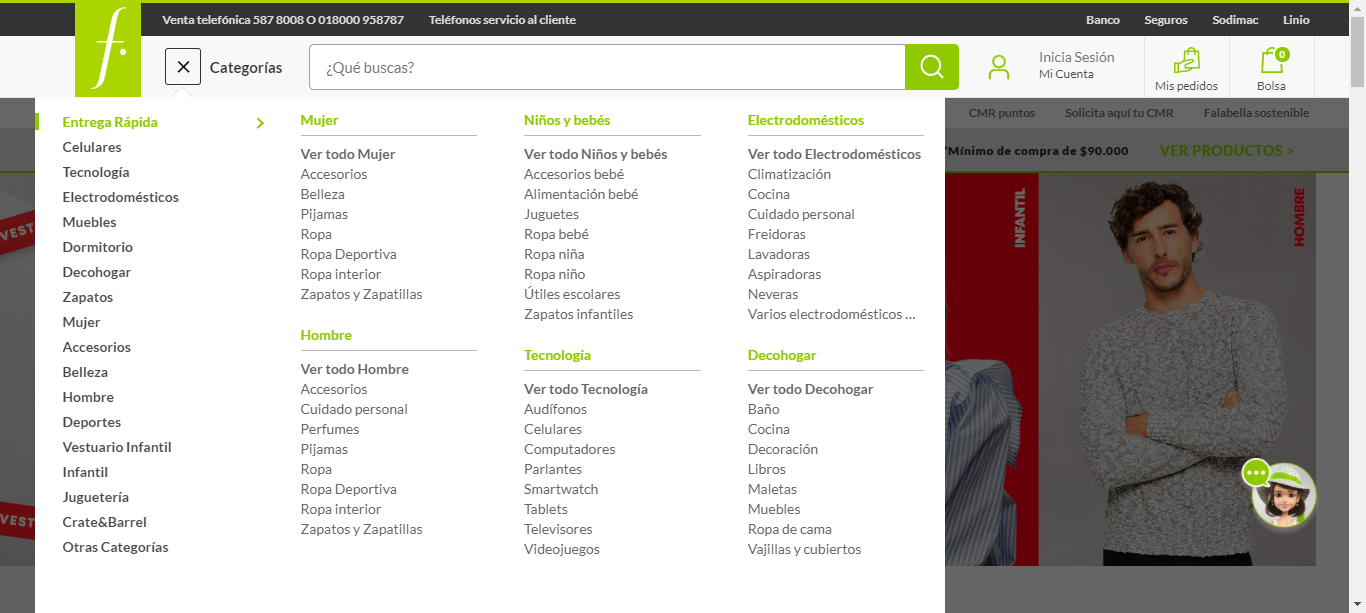 Venta telefónica 587 8008 O 018000 958787
Teléfonos servicio al cliente
Banco
Seguros
Sodimac
Linio
f.
Categorías
¿Qué buscas?
Inicia Sesión
Mi Cuenta
Mis pedidos
0
Bolsa
CMR puntos
Solicita aquí tu CMR
Falabella sostenible
*Mínimo de compra de $90.000
VER PRODUCTOS >
Entrega Rápida
Celulares
Tecnología
Electrodomésticos
Muebles
Dormitorio
Decohogar
Zapatos
Mujer
Accesorios
Belleza
Hombre
Deportes
Vestuario Infantil
Infantil
Juguetería
Crate&Barrel
Otras Categorías
Mujer
Ver todo Mujer
Accesorios
Belleza
Pijamas
Ropa
Ropa Deportiva
Ropa interior
Zapatos y Zapatillas
Hombre
Ver todo Hombre
Accesorios
Cuidado personal
Perfumes
Pijamas
Ropa
Ropa Deportiva
Ropa interior
Zapatos y Zapatillas
Niños y bebés
Ver todo Niños y bebés
Accesorios bebé
Alimentación bebé
Juguetes
Ropa bebé
Ropa niña
Ropa niño
Útiles escolares
Zapatos infantiles
Tecnología
Ver todo Tecnología
Audífonos
Celulares
Computadores
Parlantes
Smartwatch
Tablets
Televisores
Videojuegos
Electrodomésticos
Ver todo Electrodomésticos
Climatización
Cocina
Cuidado personal
Freidoras
Lavadoras
Aspiradoras
Neveras
Varios electrodomésticos ...
Decohogar
Ver todo Decohogar
Baño
Cocina
Decoración
Libros
Maletas
Muebles
Ropa de cama
Vajillas y cubiertos
VEST
VEST
INFANTIL
HOMBRE